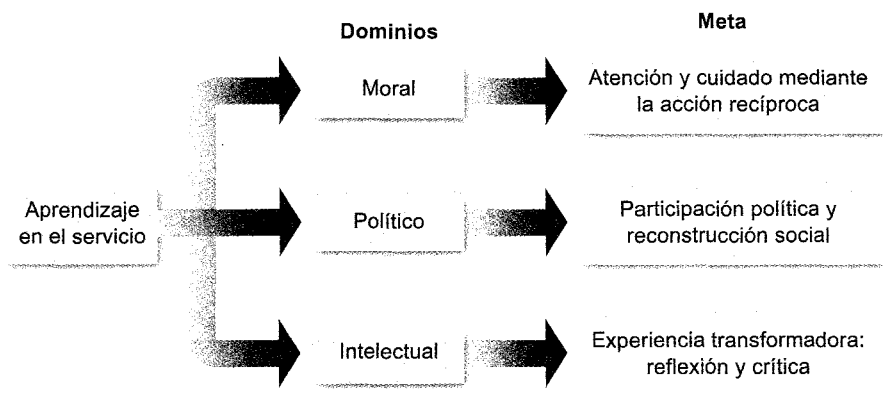 Dominios
Meta
Moral
Atención y cuidado mediante
la acción recíproca
Aprendizaje
en el servicio
Político
Participación política y
reconstrucción social
Intelectual
Experiencia transformadora:
reflexión y crítica